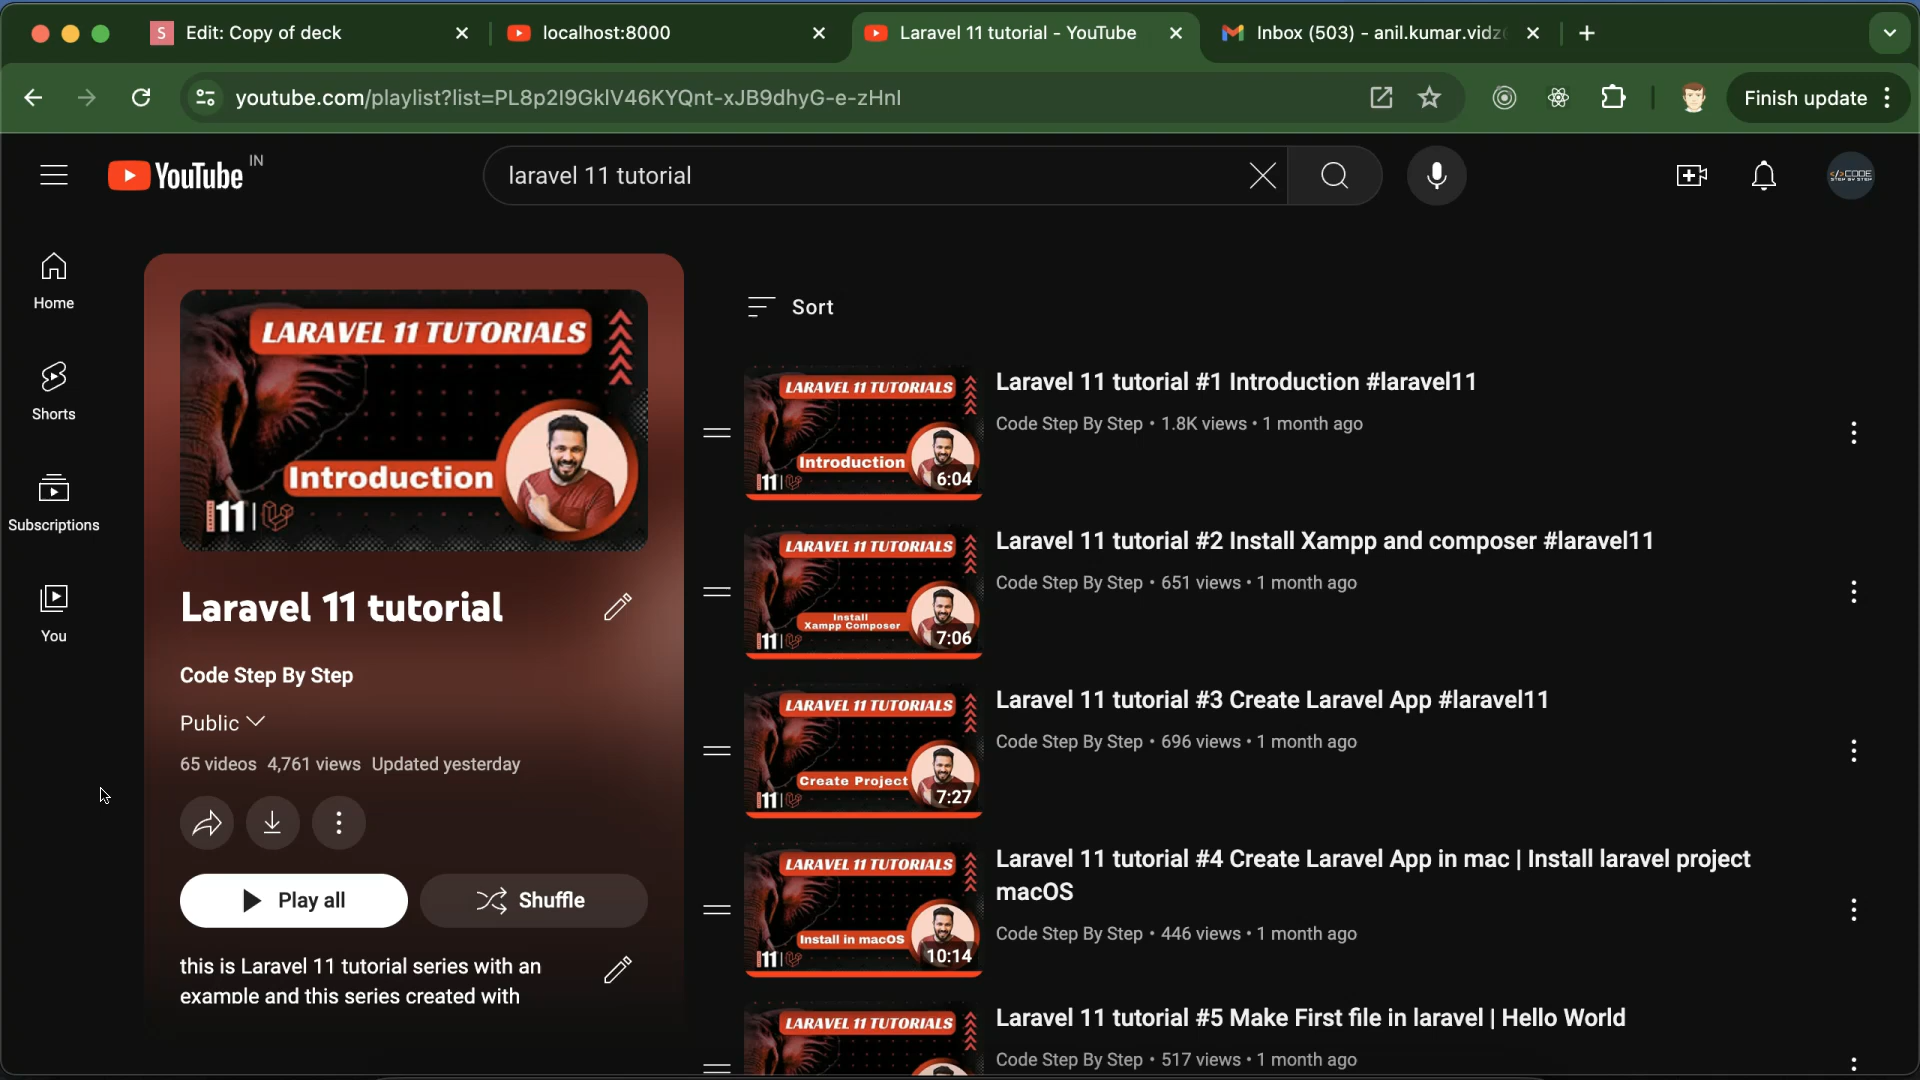 Edit: Copy of deck
localhost:8000
Laravel 11 tutorial - YouTube
Inbox (503) - anil.kumar.vidz
youtube.com/playlist?list=PL8p2I9GklV46KYQnt-xJB9dhyG-e-zHnI
Finish update
YouTube IN
laravel 11 tutorial
</>CODE
STEP BY STEP
Home
Shorts
Subscriptions
You
LARAVEL 11 TUTORIALS
Introduction
11
Laravel 11 tutorial
Code Step By Step
Public
65 videos 4,761 views Updated yesterday
Play all
Shuffle
this is Laravel 11 tutorial series with an
example and this series created with
Sort
LARAVEL 11 TUTORIALS
Introduction
11
6:04
Laravel 11 tutorial #1 Introduction #laravel11
Code Step By Step • 1.8K views • 1 month ago
LARAVEL 11 TUTORIALS
Install
Xampp Composer
11
7:06
Laravel 11 tutorial #2 Install Xampp and composer #laravel11
Code Step By Step • 651 views • 1 month ago
LARAVEL 11 TUTORIALS
Create Project
11
7:27
Laravel 11 tutorial #3 Create Laravel App #laravel11
Code Step By Step • 696 views • 1 month ago
LARAVEL 11 TUTORIALS
Install in macOS
11
10:14
Laravel 11 tutorial #4 Create Laravel App in mac | Install laravel project
macOS
Code Step By Step • 446 views • 1 month ago
LARAVEL 11 TUTORIALS
Laravel 11 tutorial #5 Make First file in laravel | Hello World
Code Step By Step • 517 views • 1 month ago